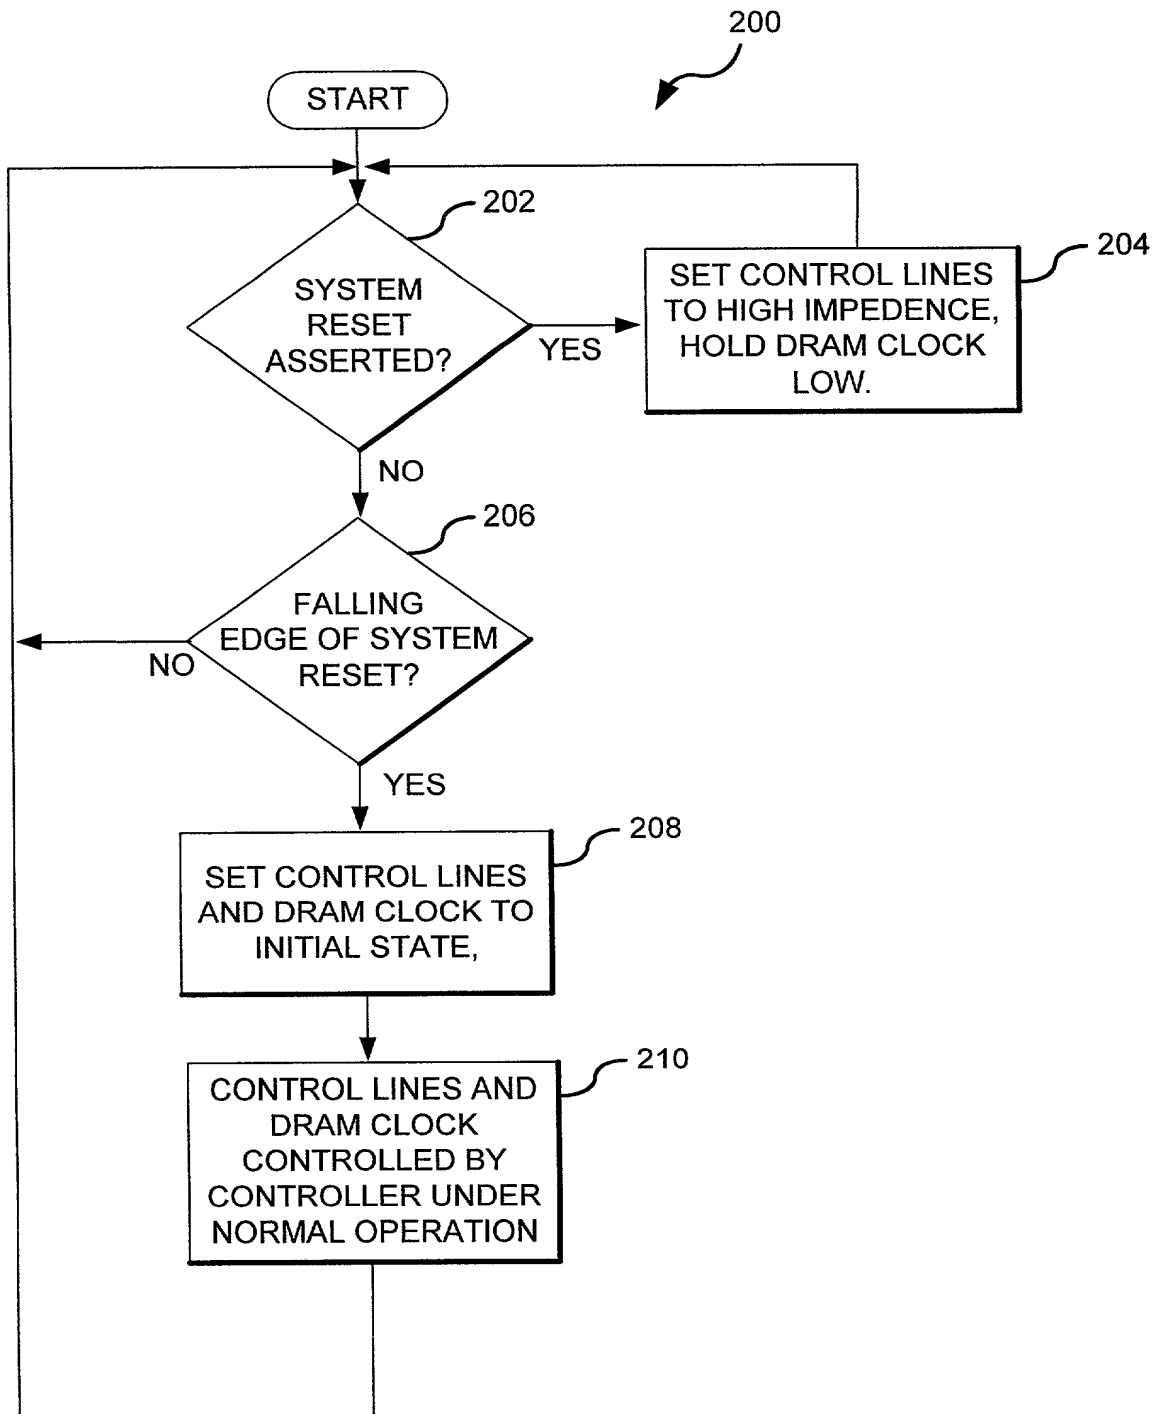 200
START
202
SYSTEM
RESET
ASSERTED?
YES
204
SET CONTROL LINES
TO HIGH IMPEDENCE,
HOLD DRAM CLOCK
LOW.
NO
206
FALLING
EDGE OF SYSTEM
RESET?
NO
YES
208
SET CONTROL LINES
AND DRAM CLOCK TO
INITIAL STATE,
210
CONTROL LINES AND
DRAM CLOCK
CONTROLLED BY
CONTROLLER UNDER
NORMAL OPERATION